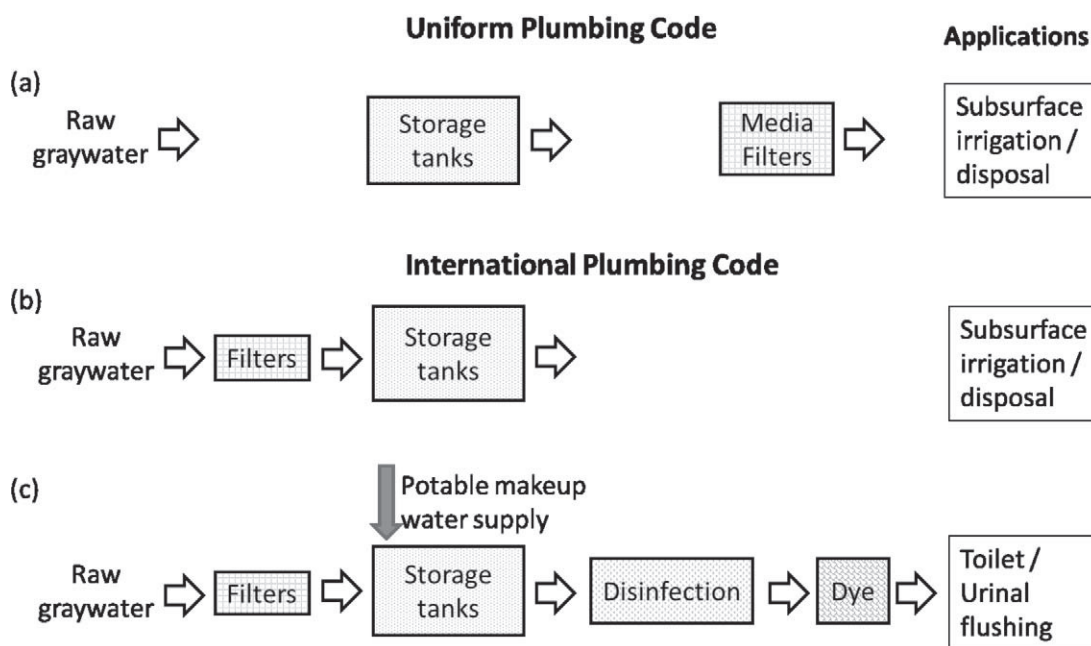 Uniform Plumbing Code
Applications
(a)
Raw
graywater
Storage
tanks
Media
Filters
Subsurface
irrigation /
disposal
International Plumbing Code
(b)
Raw
graywater
Filters
Storage
tanks
Subsurface
irrigation /
disposal
(c)
Potable makeup
water supply
Raw
graywater
Filters
Storage
tanks
Disinfection
Dye
Toilet /
Urinal
flushing